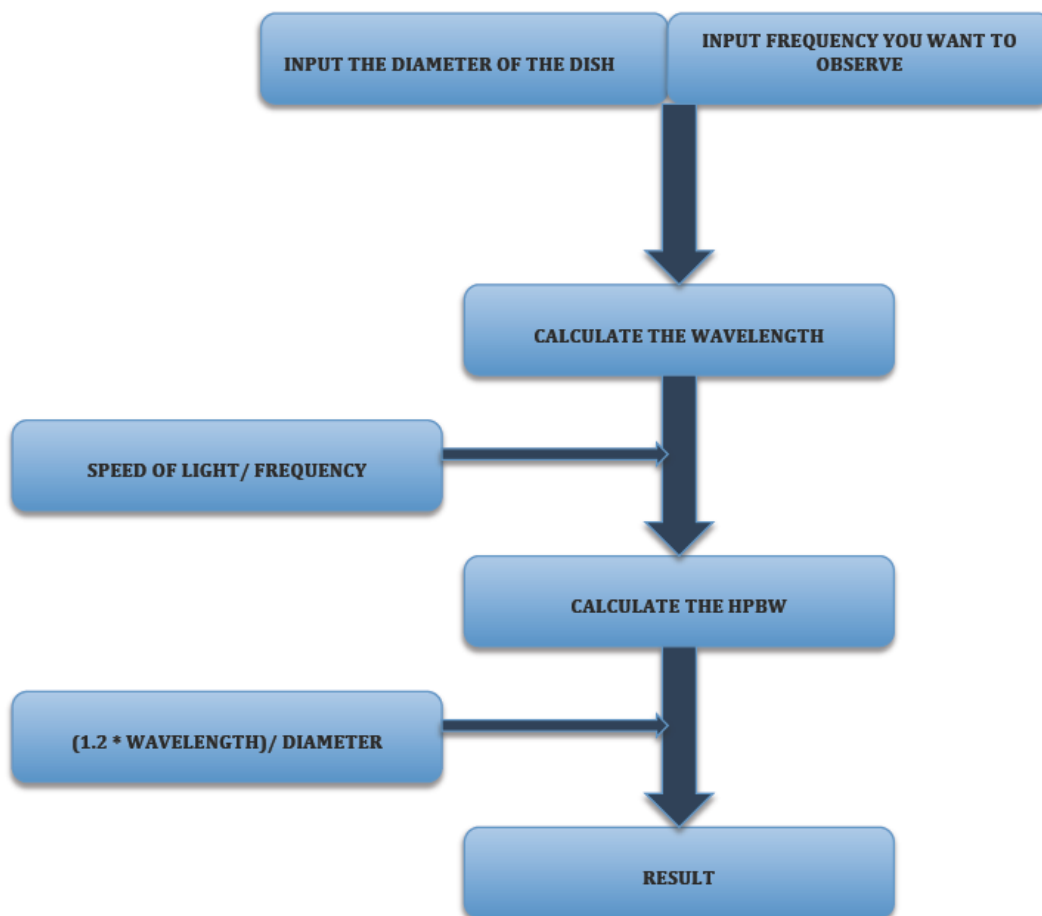 INPUT THE DIAMETER OF THE DISH
INPUT FREQUENCY YOU WANT TO
OBSERVE
CALCULATE THE WAVELENGTH
SPEED OF LIGHT/ FREQUENCY
CALCULATE THE HPBW
(1.2 * WAVELENGTH)/ DIAMETER
RESULT